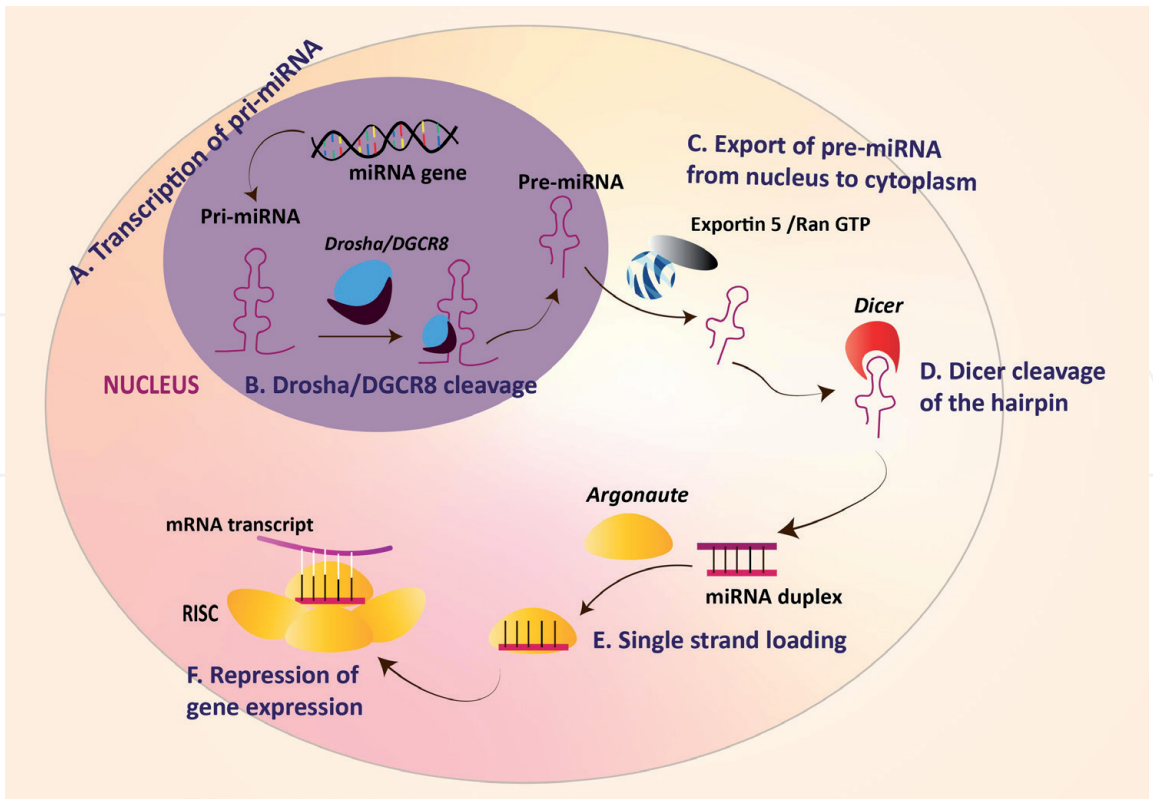 A. Transcription of pri-miRNA
miRNA gene
Pri-miRNA
Drosha/DGCR8
Pre-miRNA
NUCLEUS
B. Drosha/DGCR8 cleavage
C. Export of pre-miRNA
from nucleus to cytoplasm
Exportin 5 /Ran GTP
Dicer
D. Dicer cleavage
of the hairpin
Argonaute
miRNA duplex
E. Single strand loading
mRNA transcript
RISC
F. Repression of
gene expression